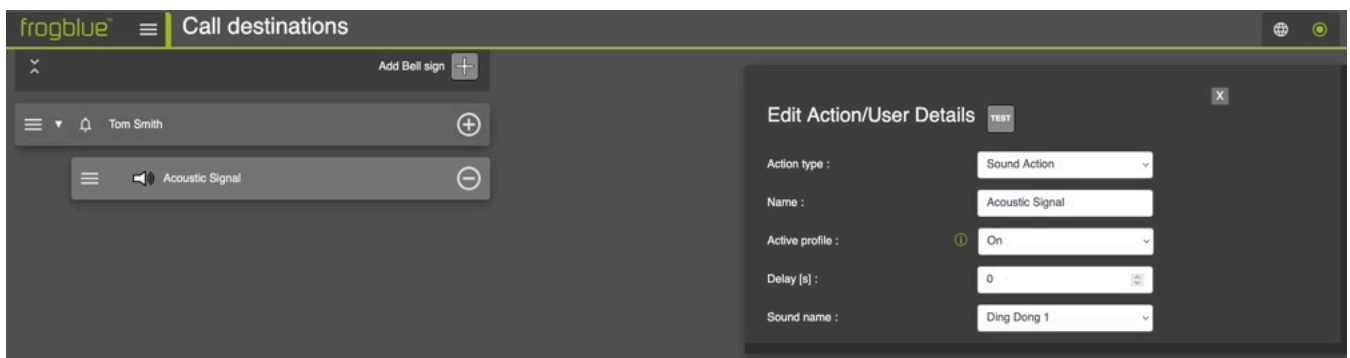 frogblue™ Call destinations
Add Bell sign
Tom Smith
Acoustic Signal
X
Edit Action/User Details TEST
Action type : Sound Action
Name : Acoustic Signal
Active profile : On
Delay [s] : 0
Sound name : Ding Dong 1